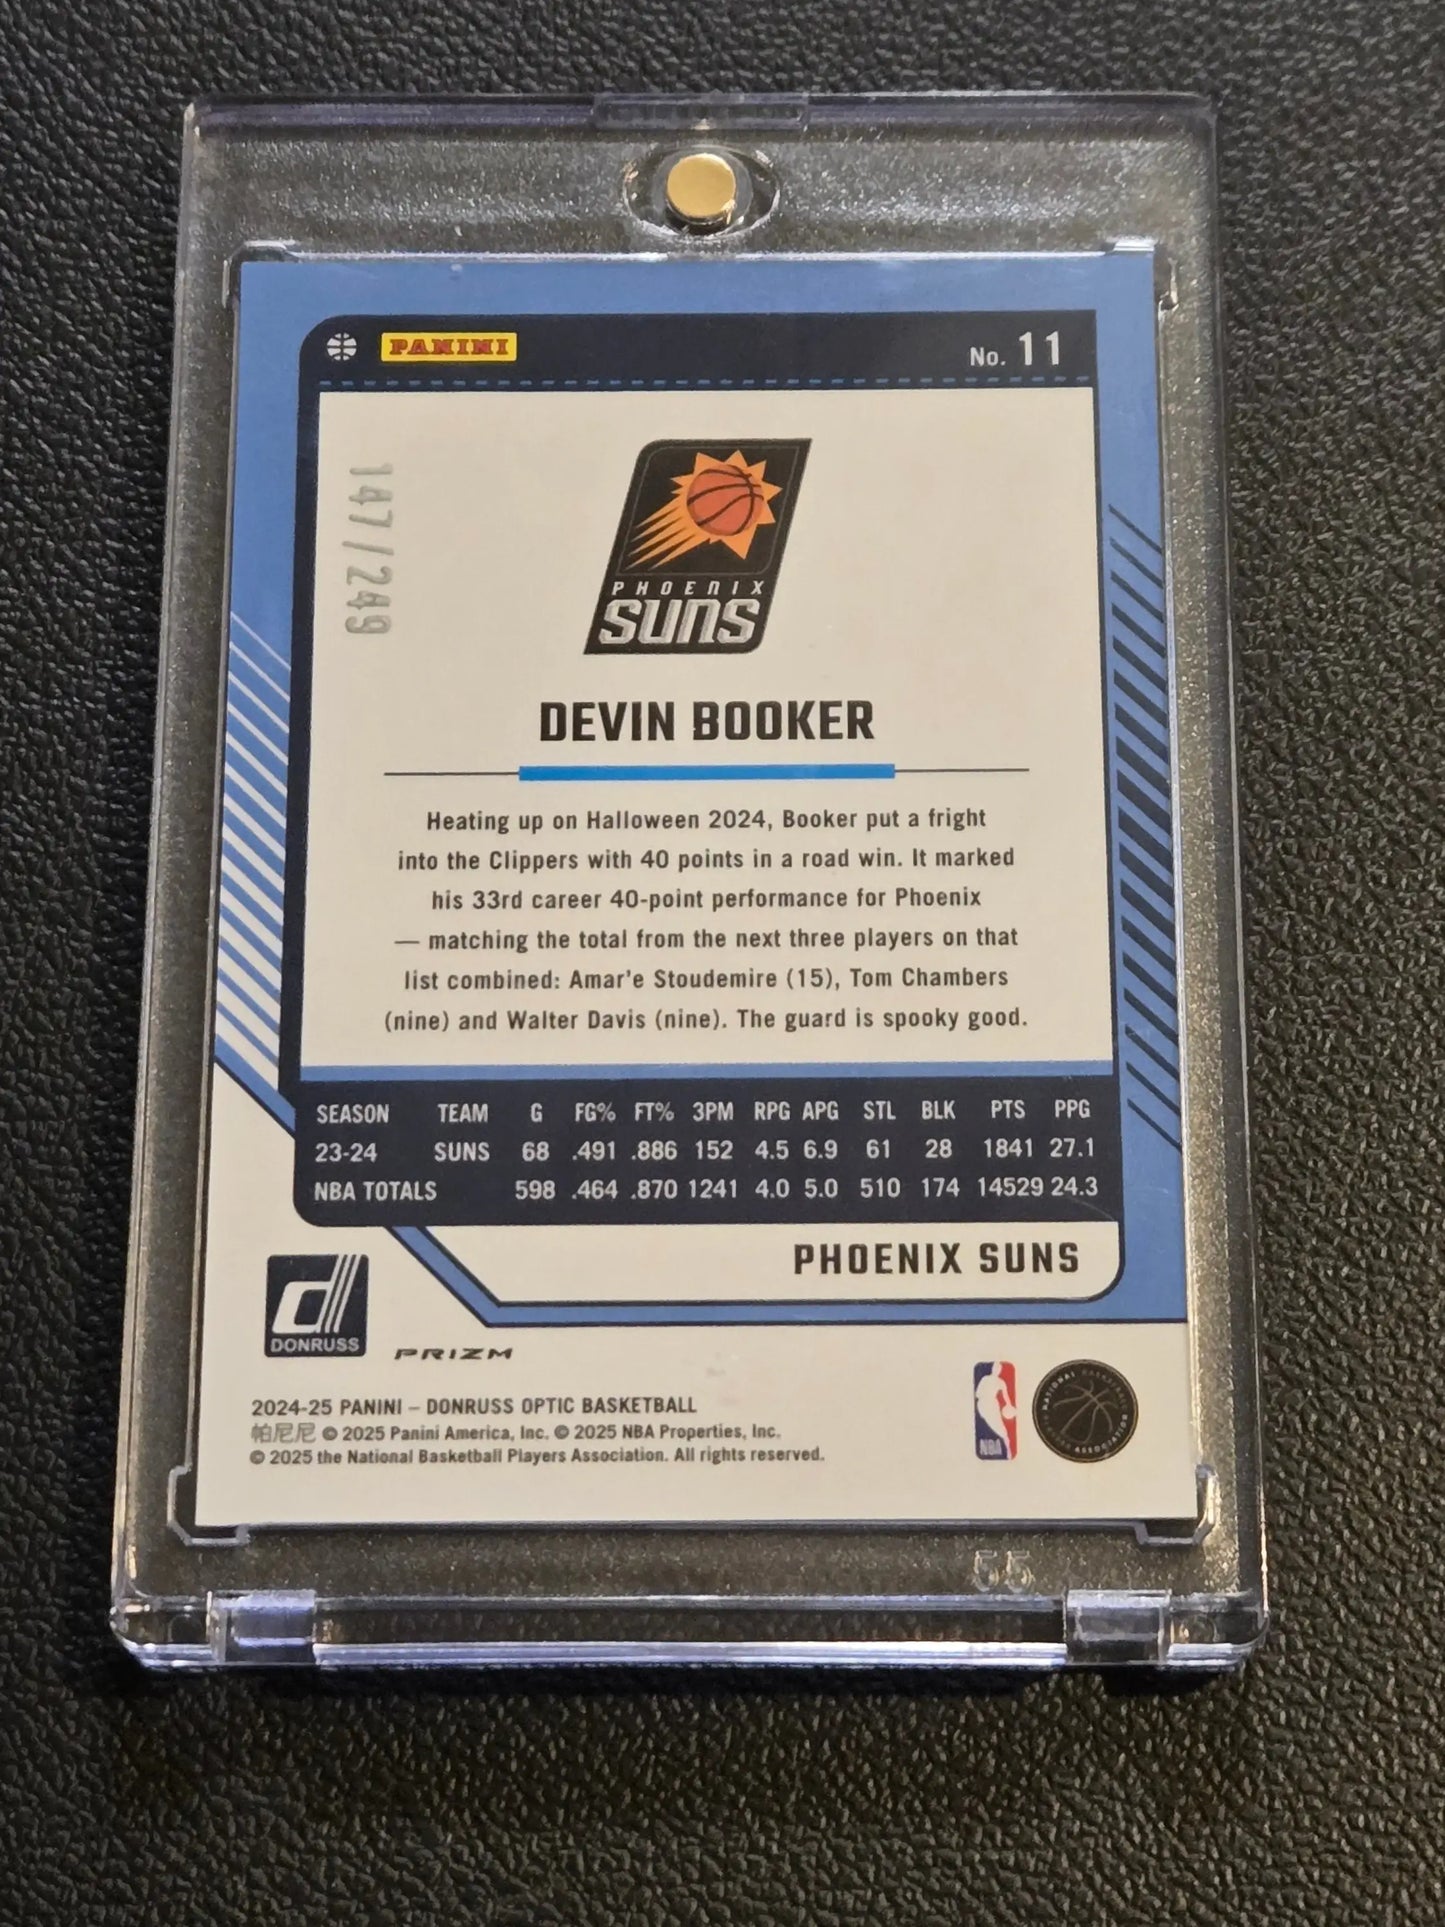 PANINI
No. 11
147/249
PHOENIX
SUNS
DEVIN BOOKER
Heating up on Halloween 2024, Booker put a fright
into the Clippers with 40 points in a road win. It marked
his 33rd career 40-point performance for Phoenix
— matching the total from the next three players on that
list combined: Amar'e Stoudemire (15), Tom Chambers
(nine) and Walter Davis (nine). The guard is spooky good.
SEASON TEAM G FG% FT% 3PM RPG APG STL BLK PTS PPG
23-24 SUNS 68 .491 .886 152 4.5 6.9 61 28 1841 27.1
NBA TOTALS 598 .464 .870 1241 4.0 5.0 510 174 14529 24.3
PHOENIX SUNS
d
DONRUSS
PRIZM
NBA
NATIONAL BASKETBALL
ASSOCIATION
2024-25 PANINI – DONRUSS OPTIC BASKETBALL
帕尼尼 © 2025 Panini America, Inc. © 2025 NBA Properties, Inc.
© 2025 the National Basketball Players Association. All rights reserved.